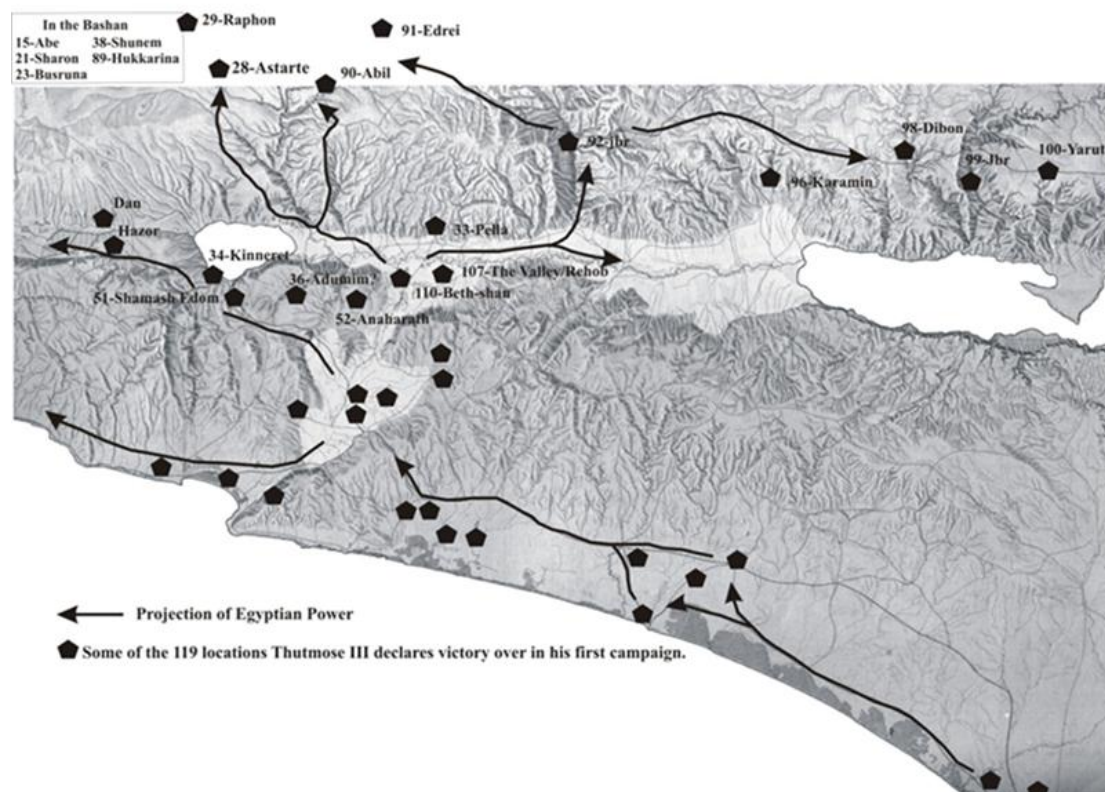 In the Bashan
15-Abe 38-Shunem
21-Sharon 89-Hukkarina
23-Busruna
29-Raphon
91-Edrei
28-Astarte
90-Abil
92-jbr
98-Dibon
99-Jbr
100-Yarut
96-Karamin
Dan
Hazor
33-Pella
34-Kinneret
36-Adumim?
107-The Valley/Rehob
51-Shamash Edom
110-Beth-shan
52-Anaharath
Projection of Egyptian Power
Some of the 119 locations Thutmose III declares victory over in his first campaign.